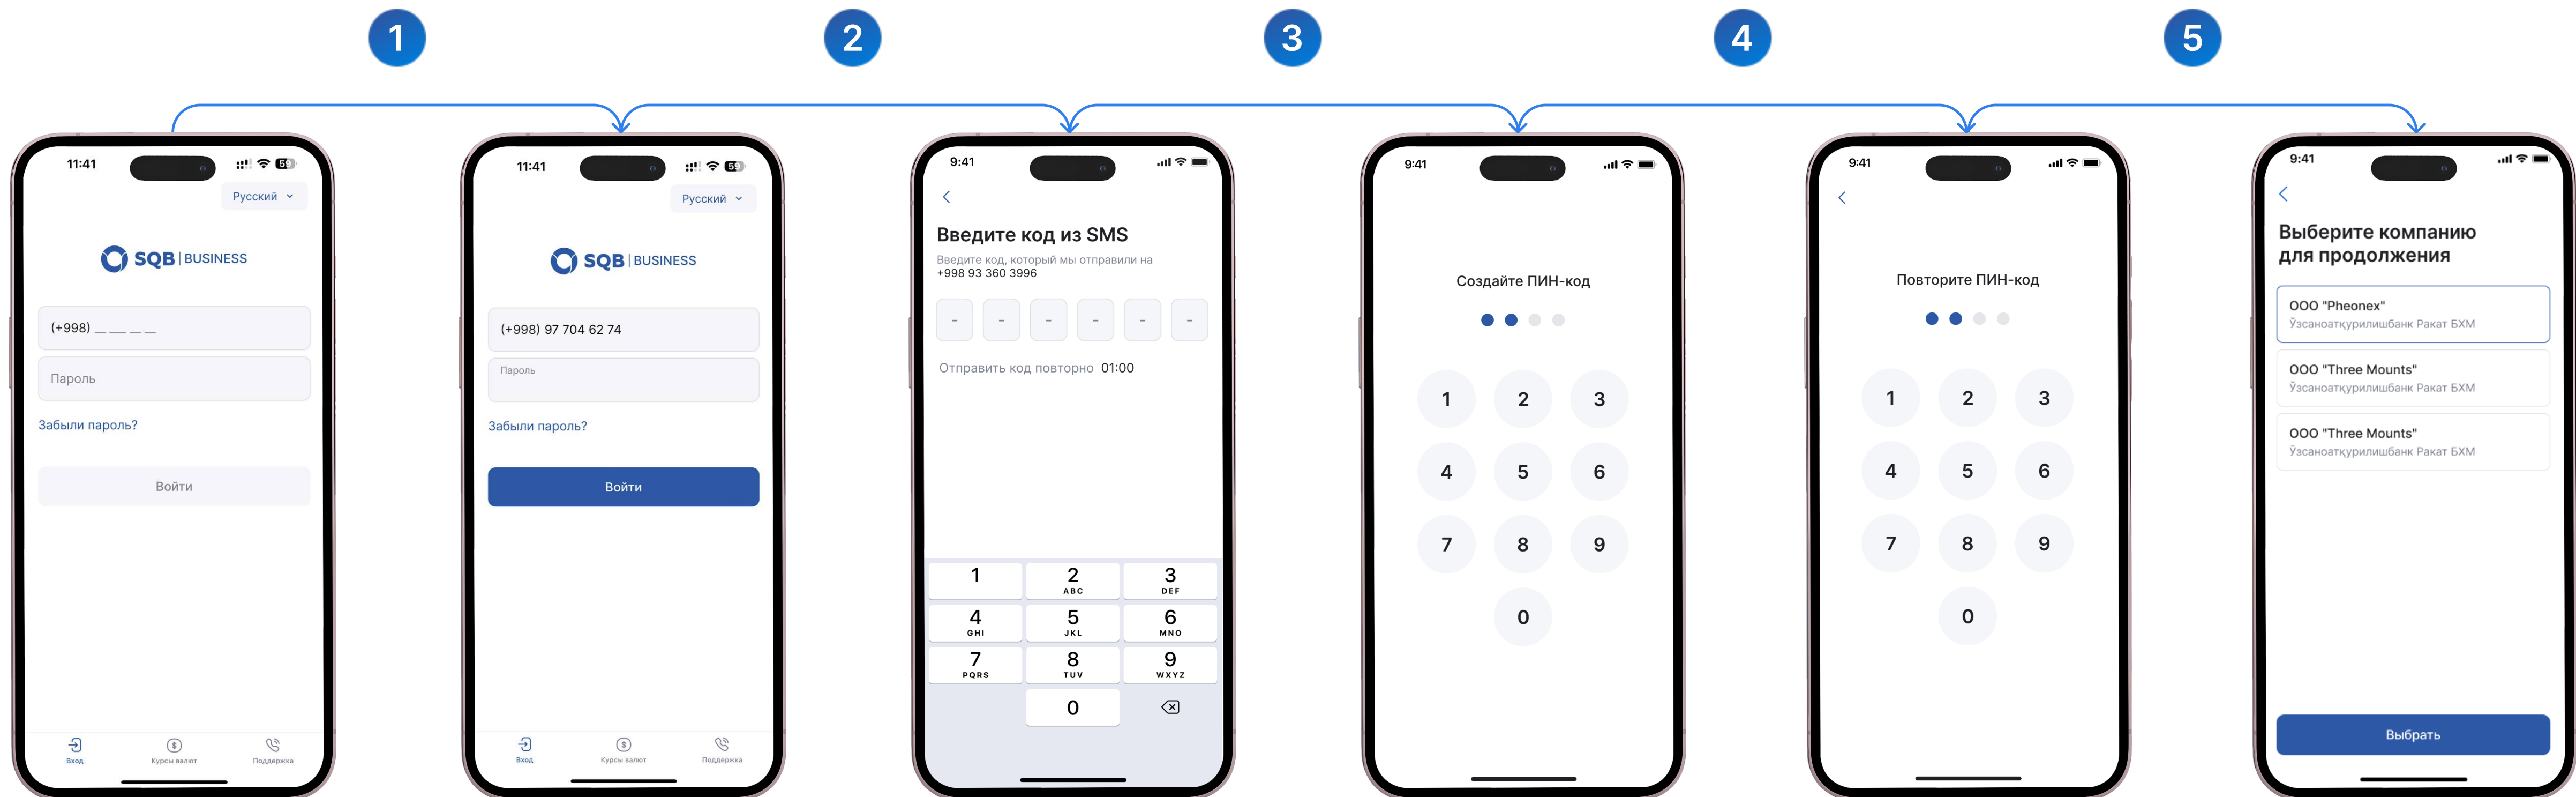 1
2
3
4
5
11:41
59
Русский
SQB | BUSINESS
(+998) __ ___ __ __
Пароль
Забыли пароль?
Войти
Вход
Курсы валют
Поддержка
11:41
59
Русский
SQB | BUSINESS
(+998) 97 704 62 74
Пароль
Забыли пароль?
Войти
Вход
Курсы валют
Поддержка
9:41
Введите код из SMS
Введите код, который мы отправили на
+998 93 360 3996
- - - - - -
Отправить код повторно 01:00
1 2 3
ABC DEF
4 5 6
GHI JKL MNO
7 8 9
PQRS TUV WXYZ
0
9:41
Создайте ПИН-код
1 2 3
4 5 6
7 8 9
0
9:41
Повторите ПИН-код
1 2 3
4 5 6
7 8 9
0
9:41
Выберите компанию
для продолжения
ООО "Pheonex"
Ўзсаноатқурилишбанк Ракат БХМ
ООО "Three Mounts"
Ўзсаноатқурилишбанк Ракат БХМ
ООО "Three Mounts"
Ўзсаноатқурилишбанк Ракат БХМ
Выбрать